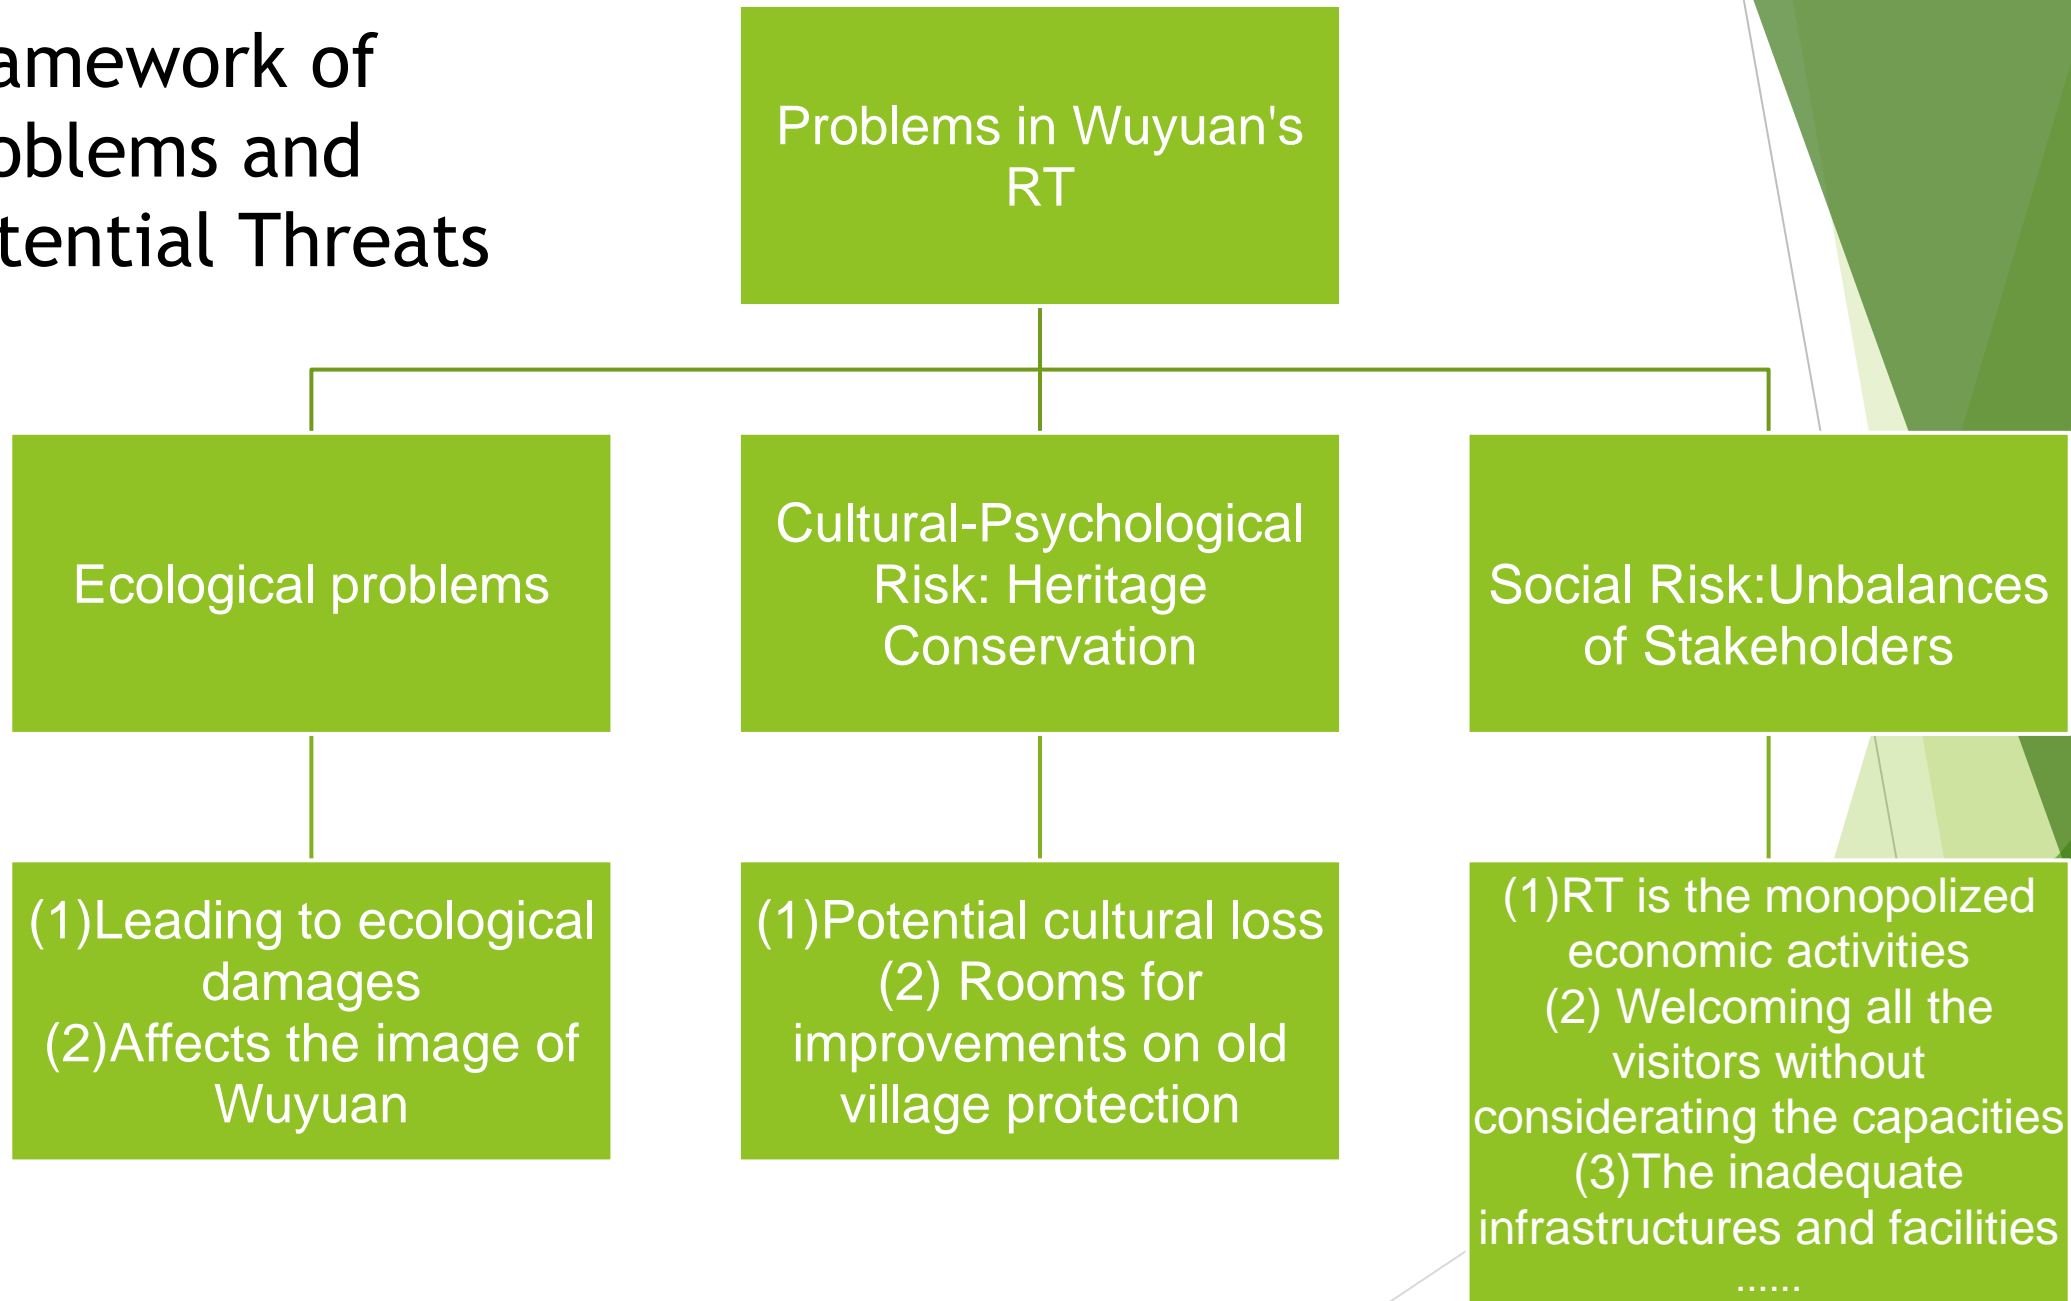 amework of
oblems and
tential Threats
Problems in Wuyuan's
RT
Ecological problems
Cultural-Psychological
Risk: Heritage
Conservation
Social Risk:Unbalances
of Stakeholders
(1)Leading to ecological
damages
(2)Affects the image of
Wuyuan
(1)Potential cultural loss
(2) Rooms for
improvements on old
village protection
(1)RT is the monopolized
economic activities
(2) Welcoming all the
visitors without
considerating the capacities
(3)The inadequate
infrastructures and facilities
......